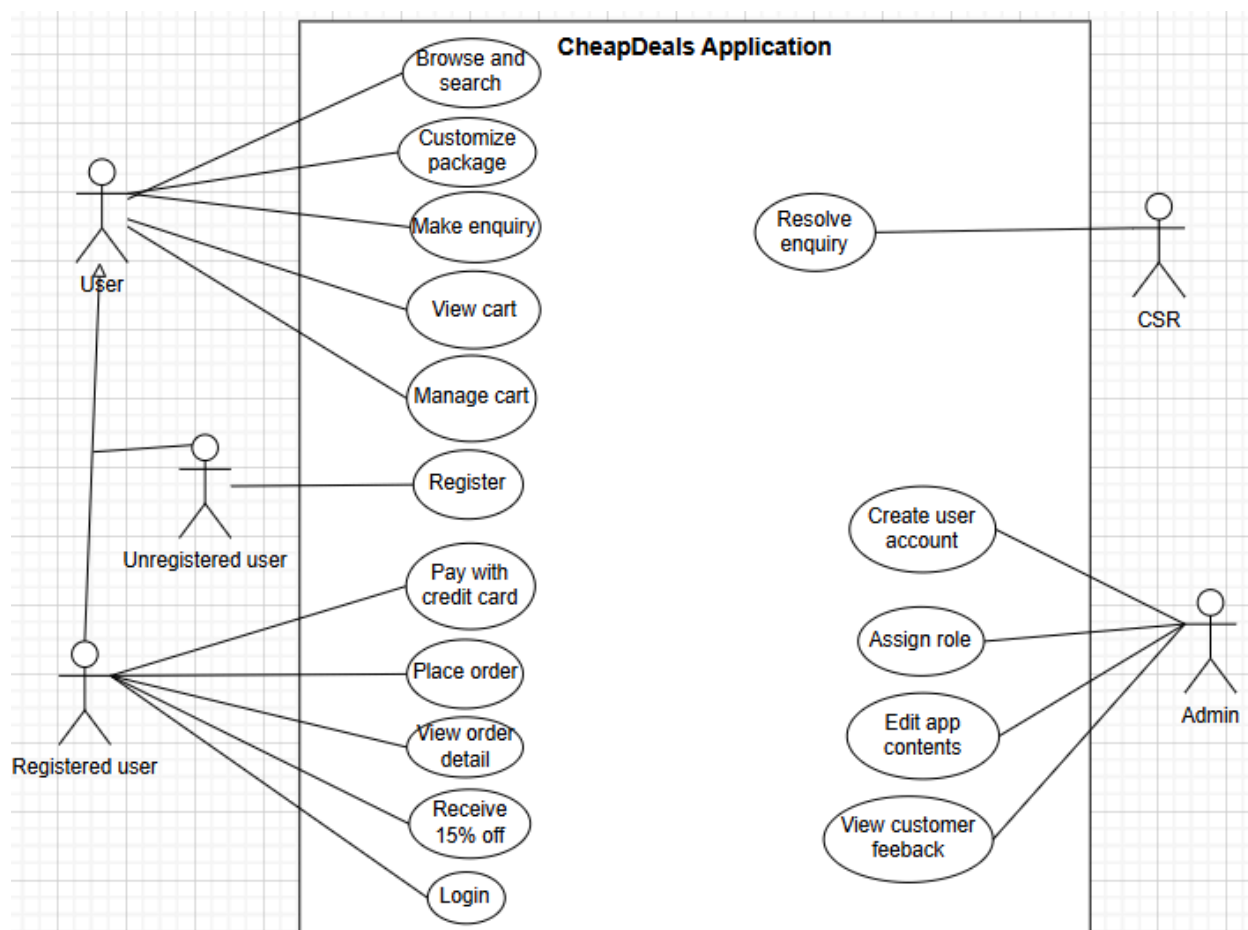 CheapDeals Application
Browse and
search
Customize
package
Make enquiry
View cart
Manage cart
Register
Pay with
credit card
Place order
View order
detail
Receive
15% off
Login
User
Unregistered user
Registered user
Resolve
enquiry
CSR
Create user
account
Assign role
Edit app
contents
View customer
feeback
Admin